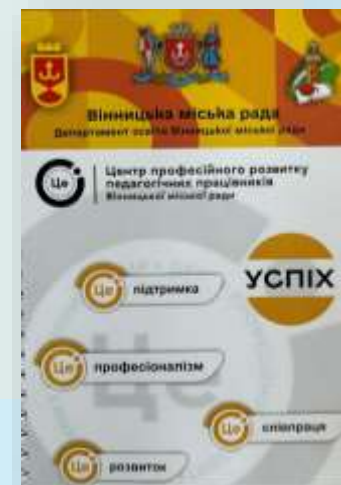 Вінницька міська рада
Департамент освіти Вінницької міської ради
Це
Центр професійного розвитку
педагогічних працівників
Вінницької міської ради
УСПІХ
Це підтримка
Це професіоналізм
Це співпраця
Це розвиток
Це